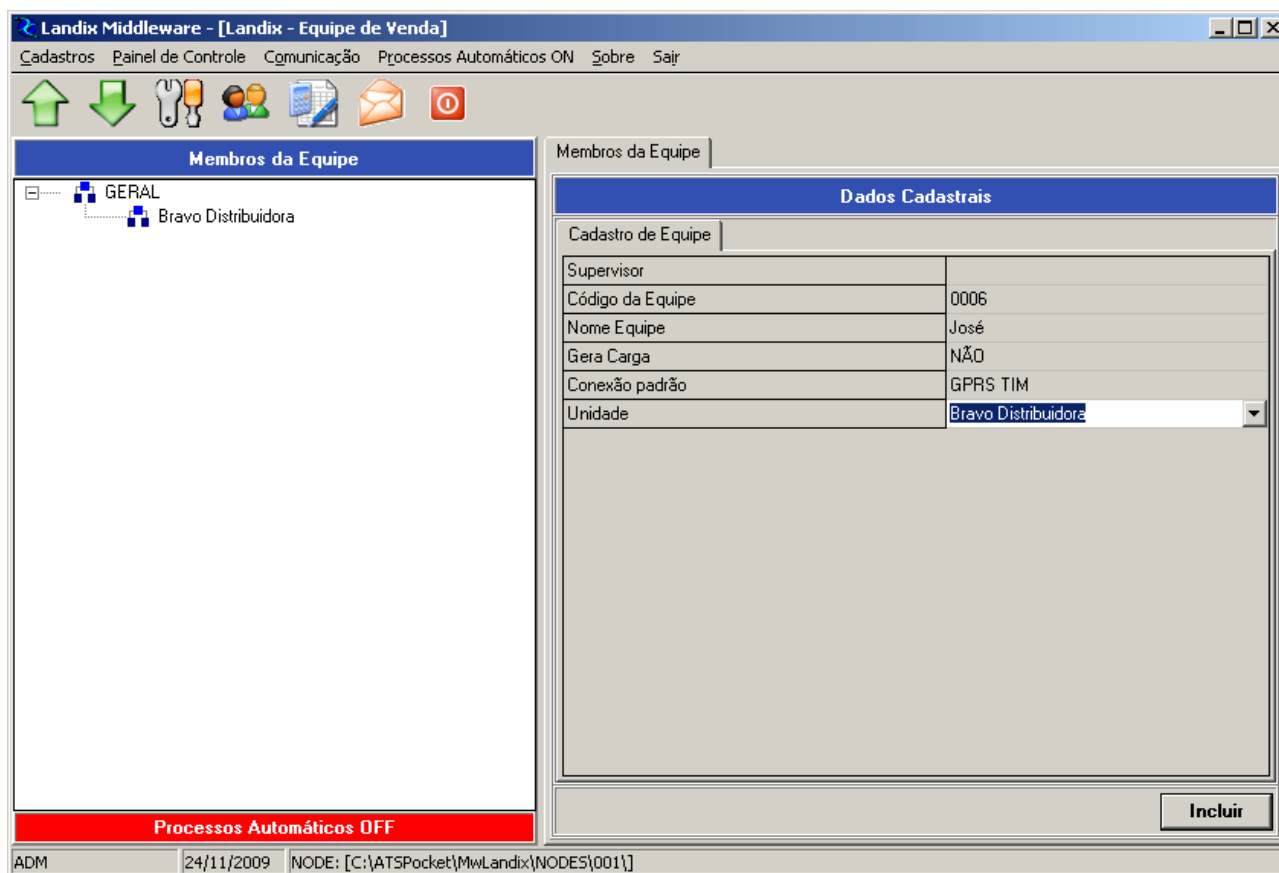 Landix Middleware - [Landix - Equipe de Venda]
Cadastros Painel de Controle Comunicação Processos Automáticos ON Sobre Sair
Membros da Equipe
GERAL
Bravo Distribuidora
Processos Automáticos OFF
Membros da Equipe
Dados Cadastrais
Cadastro de Equipe
Supervisor
Código da Equipe 0006
Nome Equipe José
Gera Carga NÃO
Conexão padrão GPRS TIM
Unidade Bravo Distribuidora
Incluir
ADM 24/11/2009 NODE: [C:\ATSPocket\MwLandix\NODES\001\]